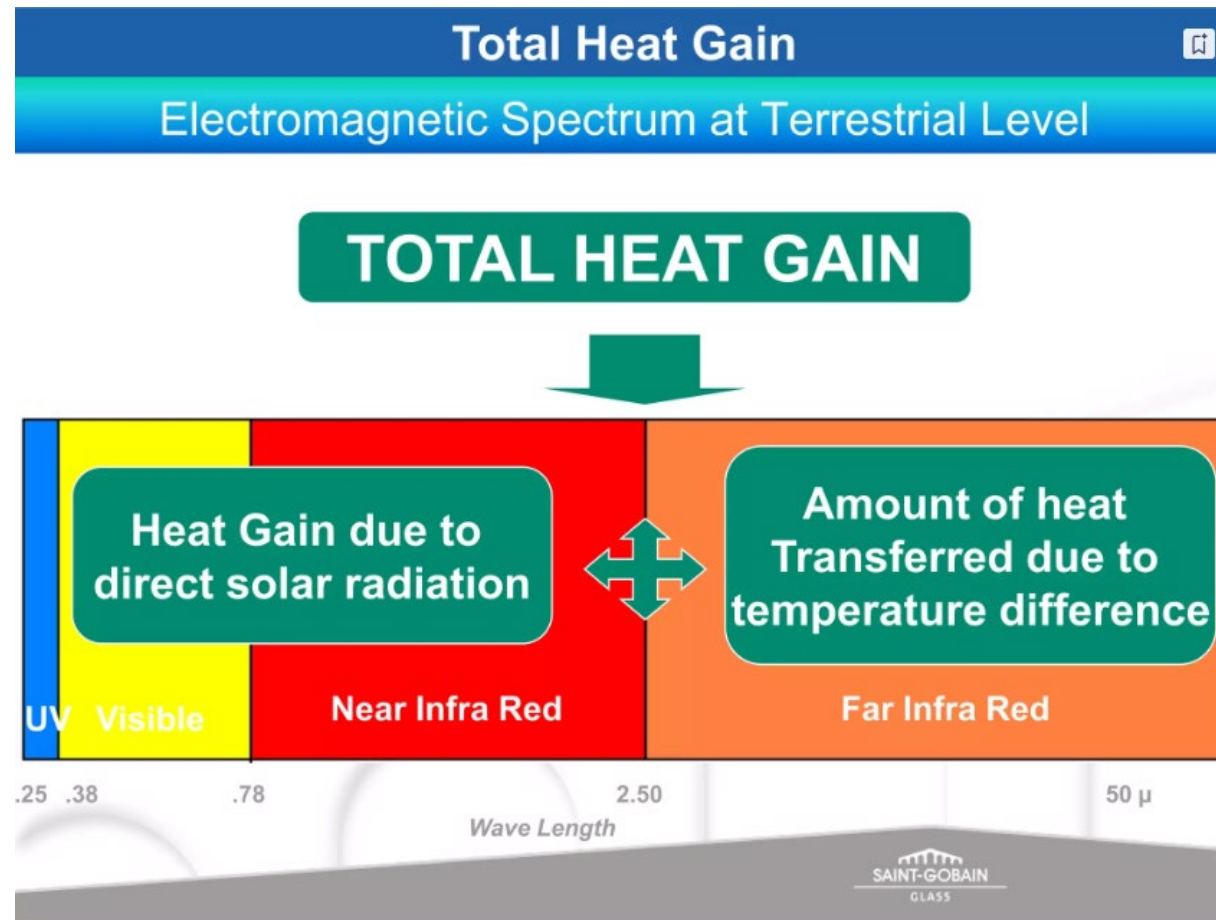 Total Heat Gain
Electromagnetic Spectrum at Terrestrial Level
TOTAL HEAT GAIN
Heat Gain due to
direct solar radiation
Amount of heat
Transferred due to
temperature difference
UV Visible Near Infra Red Far Infra Red
.25 .38 .78 2.50 50 µ
Wave Length
SAINT-GOBAIN
GLASS